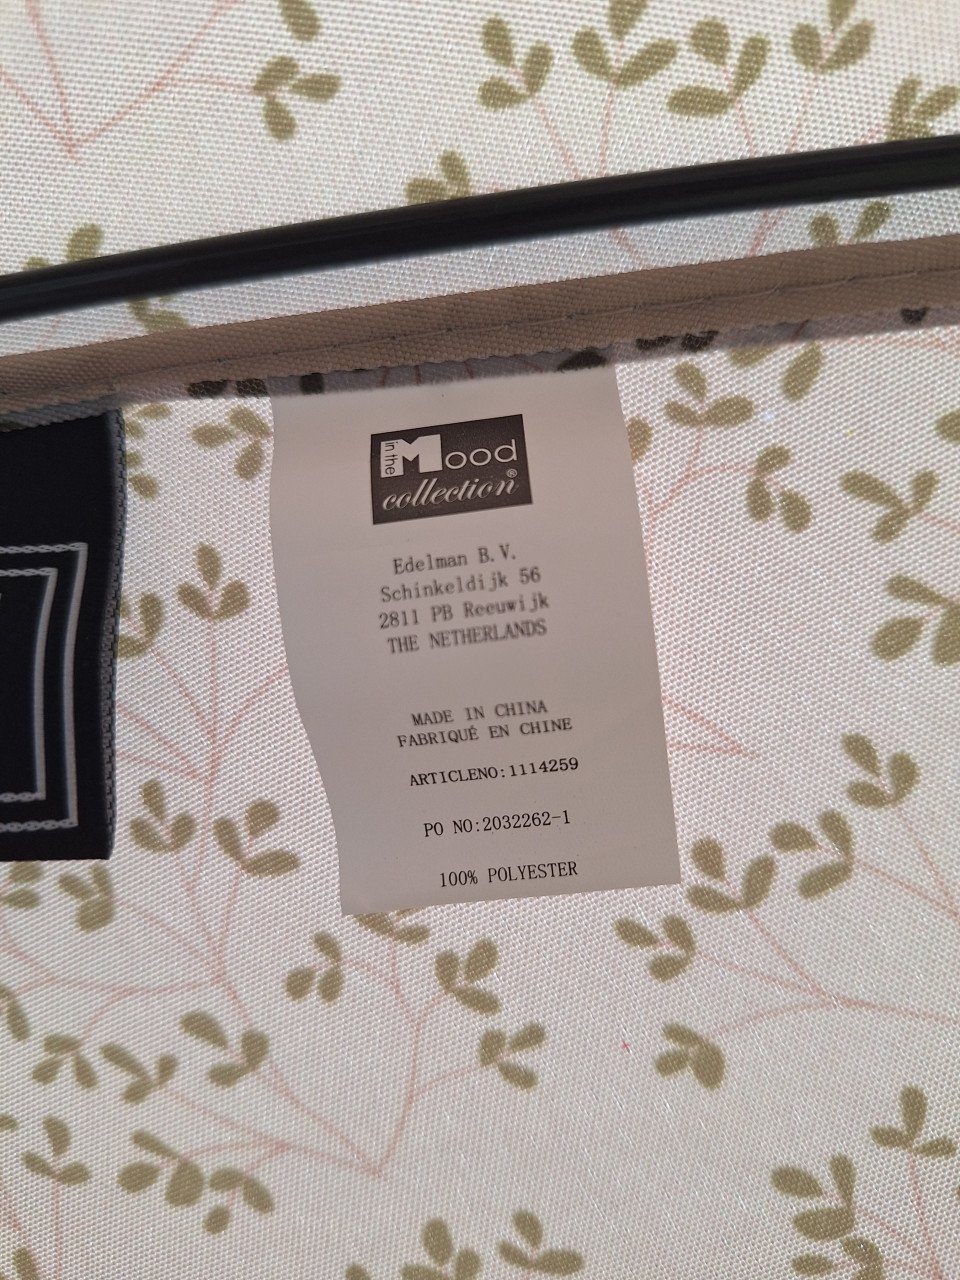 in the Mood
collection®
Edelman B.V.
Schinkeldijk 56
2811 PB Reeuwijk
THE NETHERLANDS
MADE IN CHINA
FABRIQUÉ EN CHINE
ARTICLENO:1114259
PO NO:2032262-1
100% POLYESTER